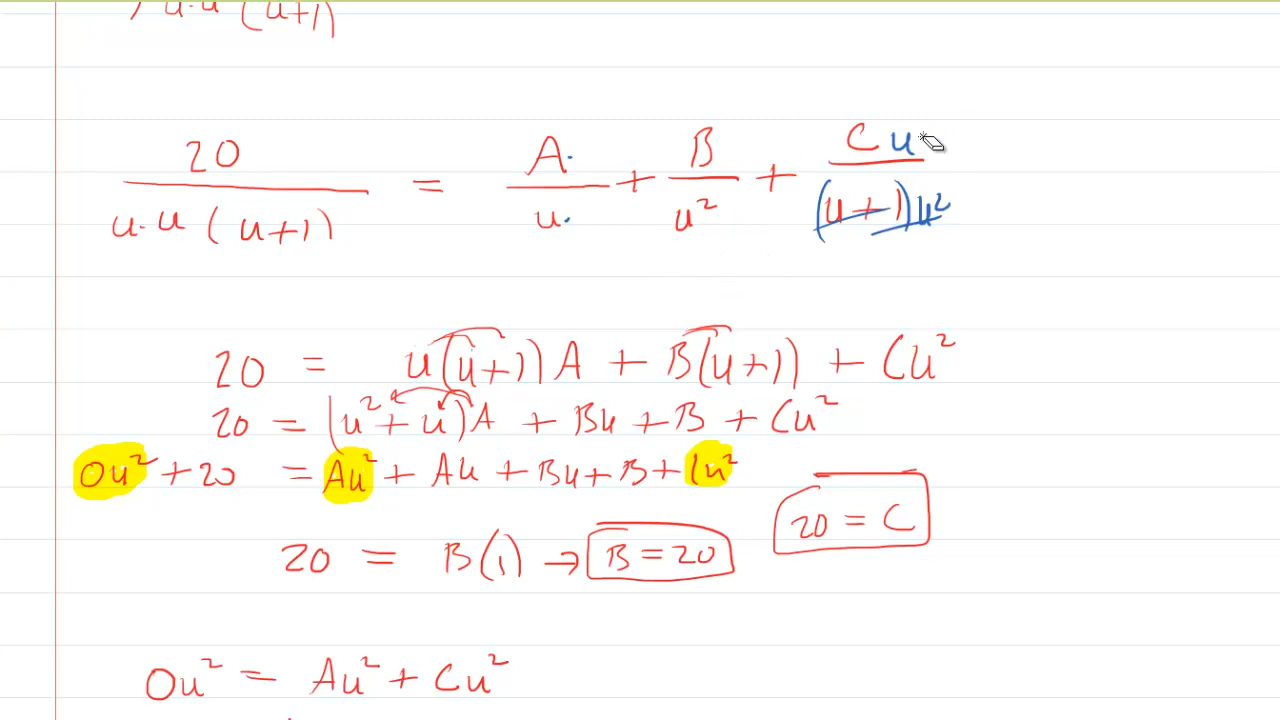 ) u·u (u+1)
20 / u·u (u+1) = A· / u· + B / u² + Cu / (u+1)u²
20 = u(u+1)A + B(u+1) + Cu²
20 = (u² + u)A + Bu + B + Cu²
0u² + 20 = Au² + Au + Bu + B + Cu²
20 = C
20 = B(1) → B = 20
0u² = Au² + Cu²